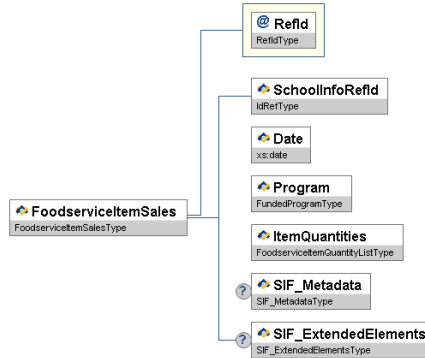 @ RefId
RefIdType
SchoolInfoRefId
IdRefType
Date
xs:date
Program
FundedProgramType
FoodserviceItemSales
FoodserviceItemSalesType
ItemQuantities
FoodserviceItemQuantityListType
? SIF_Metadata
SIF_MetadataType
? SIF_ExtendedElements
SIF_ExtendedElementsType